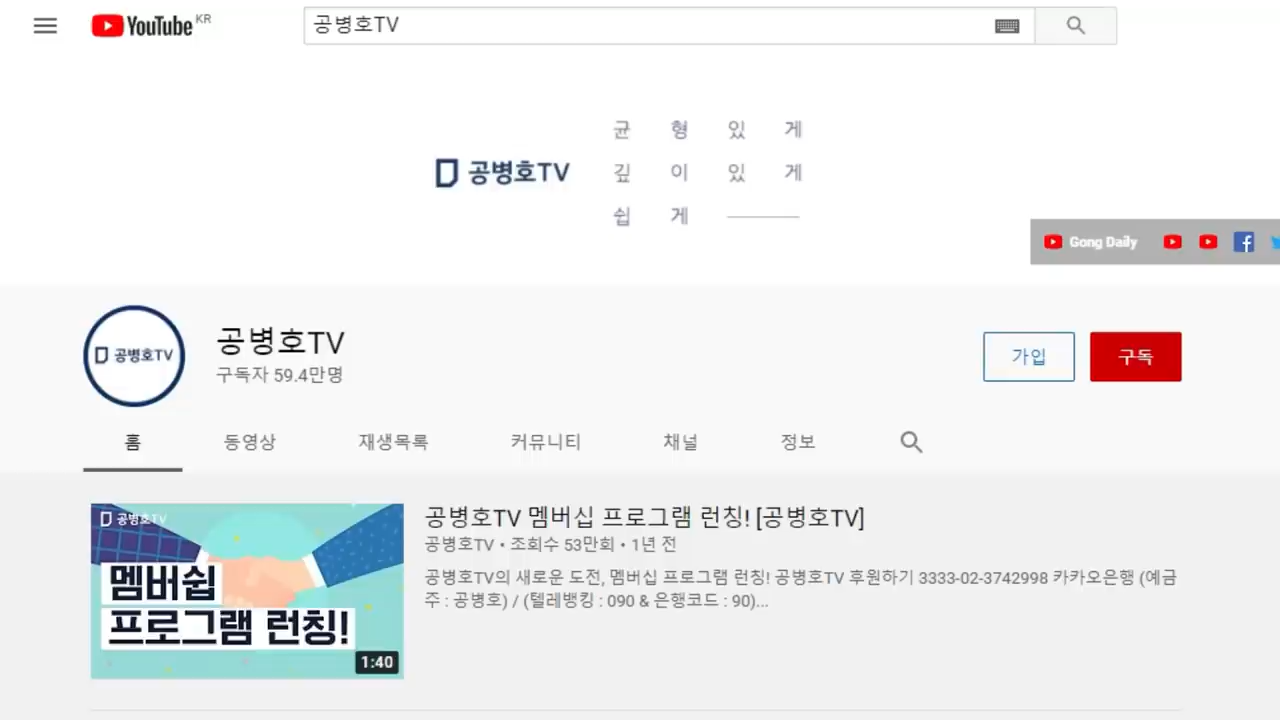 YouTube KR
공병호TV
공병호TV
균 형 있 게
깊 이 있 게
쉽 게
Gong Daily
공병호TV
공병호TV
구독자 59.4만명
가입
구독
홈
동영상
재생목록
커뮤니티
채널
정보
공병호TV
멤버쉽
프로그램 런칭!
1:40
공병호TV 멤버십 프로그램 런칭! [공병호TV]
공병호TV • 조회수 53만회 • 1년 전
공병호TV의 새로운 도전, 멤버십 프로그램 런칭! 공병호TV 후원하기 3333-02-3742998 카카오은행 (예금
주 : 공병호) / (텔레뱅킹 : 090 & 은행코드 : 90)...